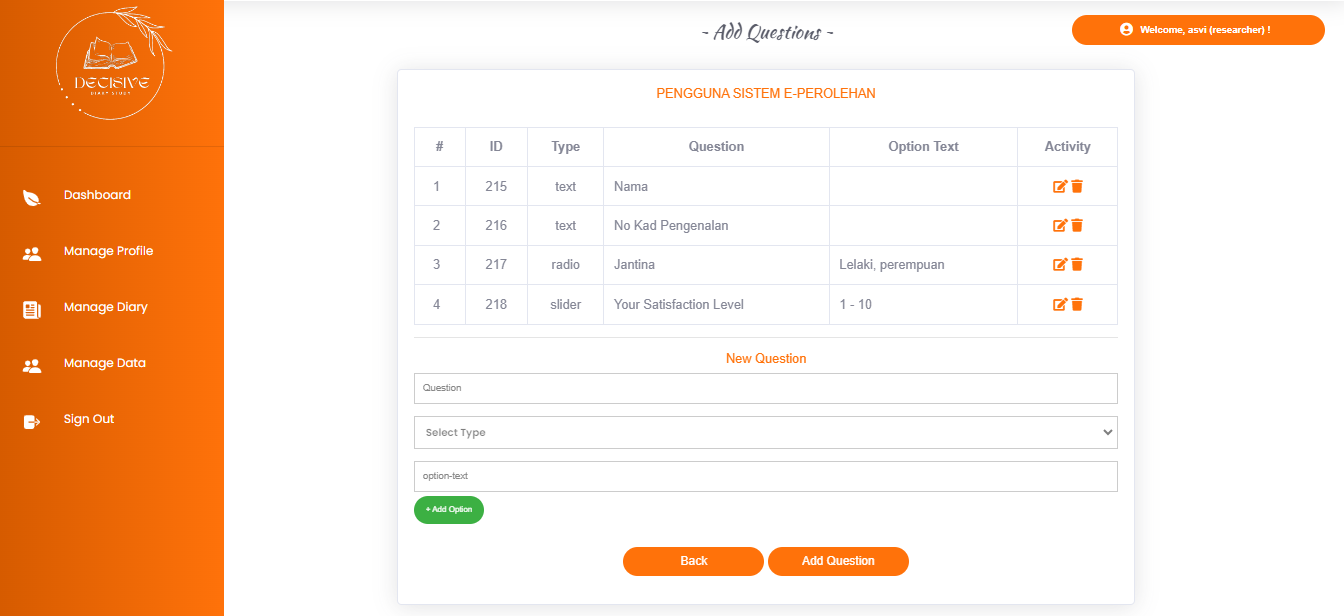 DECISIVE
DIARY STUDY
Dashboard
Manage Profile
Manage Diary
Manage Data
Sign Out
~ Add Questions ~
Welcome, asvi (researcher) !
PENGGUNA SISTEM E-PEROLEHAN
# ID Type Question Option Text Activity
1 215 text Nama
2 216 text No Kad Pengenalan
3 217 radio Jantina Lelaki, perempuan
4 218 slider Your Satisfaction Level 1 - 10
New Question
Question
Select Type
option-text
+ Add Option
Back Add Question